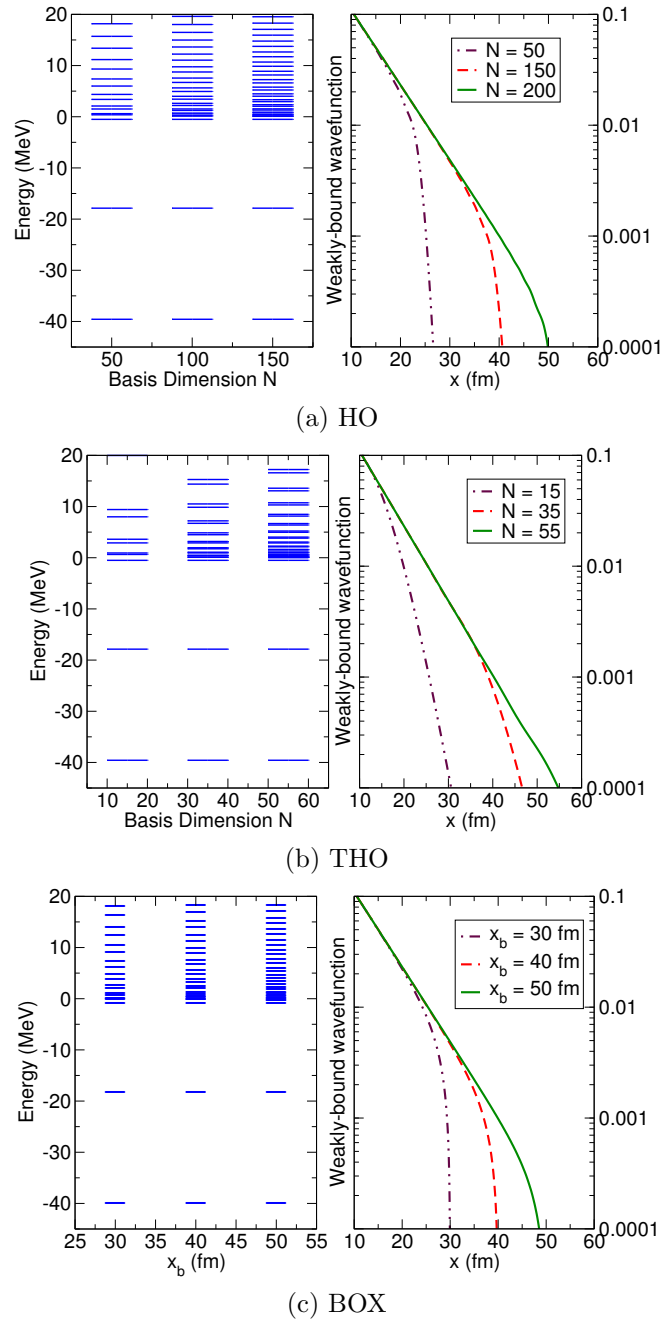 20
10
0
-10
-20
-30
-40
Energy (MeV)
50 100 150
Basis Dimension N
Weakly-bound wavefunction
N = 50
N = 150
N = 200
0.1
0.01
0.001
0.0001
10 20 30 40 50 60
x (fm)
(a) HO
20
10
0
-10
-20
-30
-40
Energy (MeV)
10 20 30 40 50 60
Basis Dimension N
Weakly-bound wavefunction
N = 15
N = 35
N = 55
0.1
0.01
0.001
0.0001
10 20 30 40 50 60
x (fm)
(b) THO
20
10
0
-10
-20
-30
-40
Energy (MeV)
25 30 35 40 45 50 55
x_b (fm)
Weakly-bound wavefunction
x_b = 30 fm
x_b = 40 fm
x_b = 50 fm
0.1
0.01
0.001
0.0001
10 20 30 40 50 60
x (fm)
(c) BOX